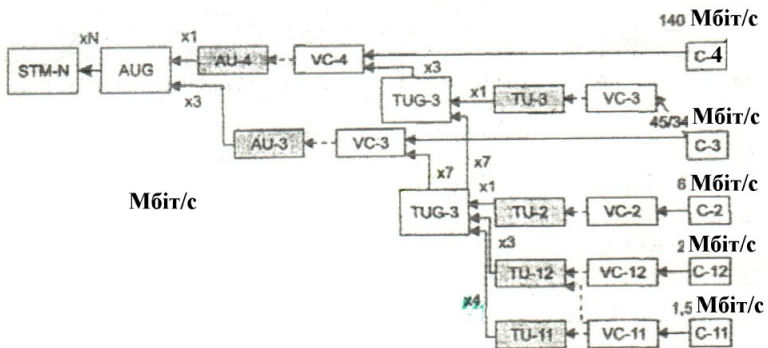 140 Мбіт/с
xN
x1
STM-N
AUG
AU-4
VC-4
C-4
x3
x3
TUG-3
x1
TU-3
VC-3
45/34
Мбіт/с
AU-3
VC-3
C-3
x7
x7
Мбіт/с
6 Мбіт/с
x1
TUG-3
TU-2
VC-2
C-2
x3
2 Мбіт/с
TU-12
VC-12
C-12
x4
1,5 Мбіт/с
TU-11
VC-11
C-11